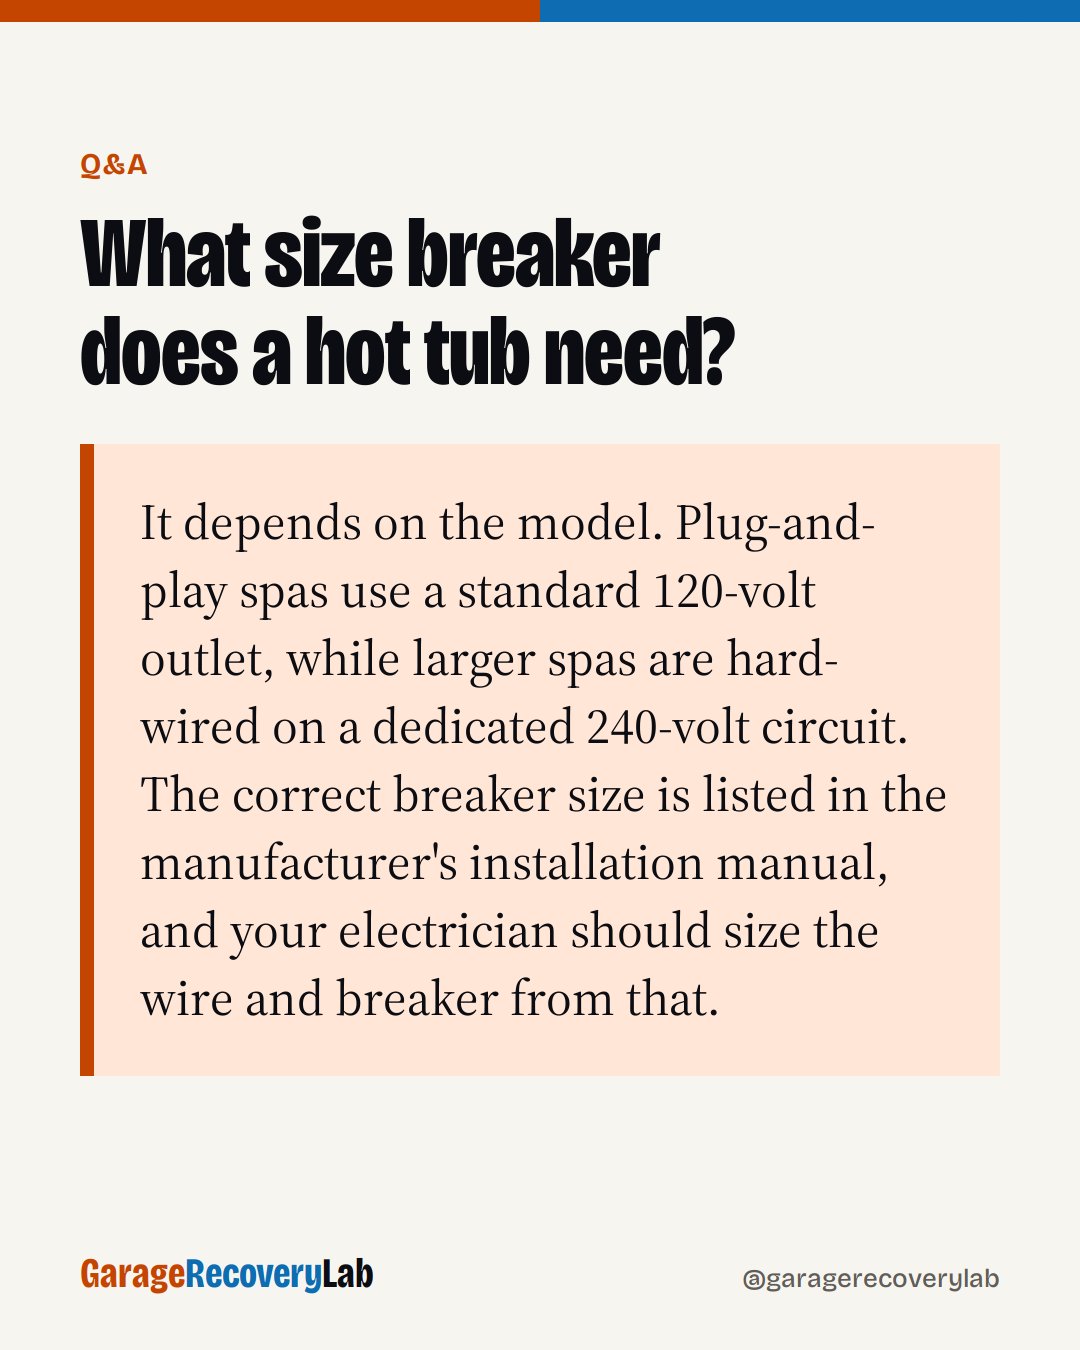 Q&A
What size breaker
does a hot tub need?
It depends on the model. Plug-and-
play spas use a standard 120-volt
outlet, while larger spas are hard-
wired on a dedicated 240-volt circuit.
The correct breaker size is listed in the
manufacturer's installation manual,
and your electrician should size the
wire and breaker from that.
GarageRecoveryLab
@garagerecoverylab